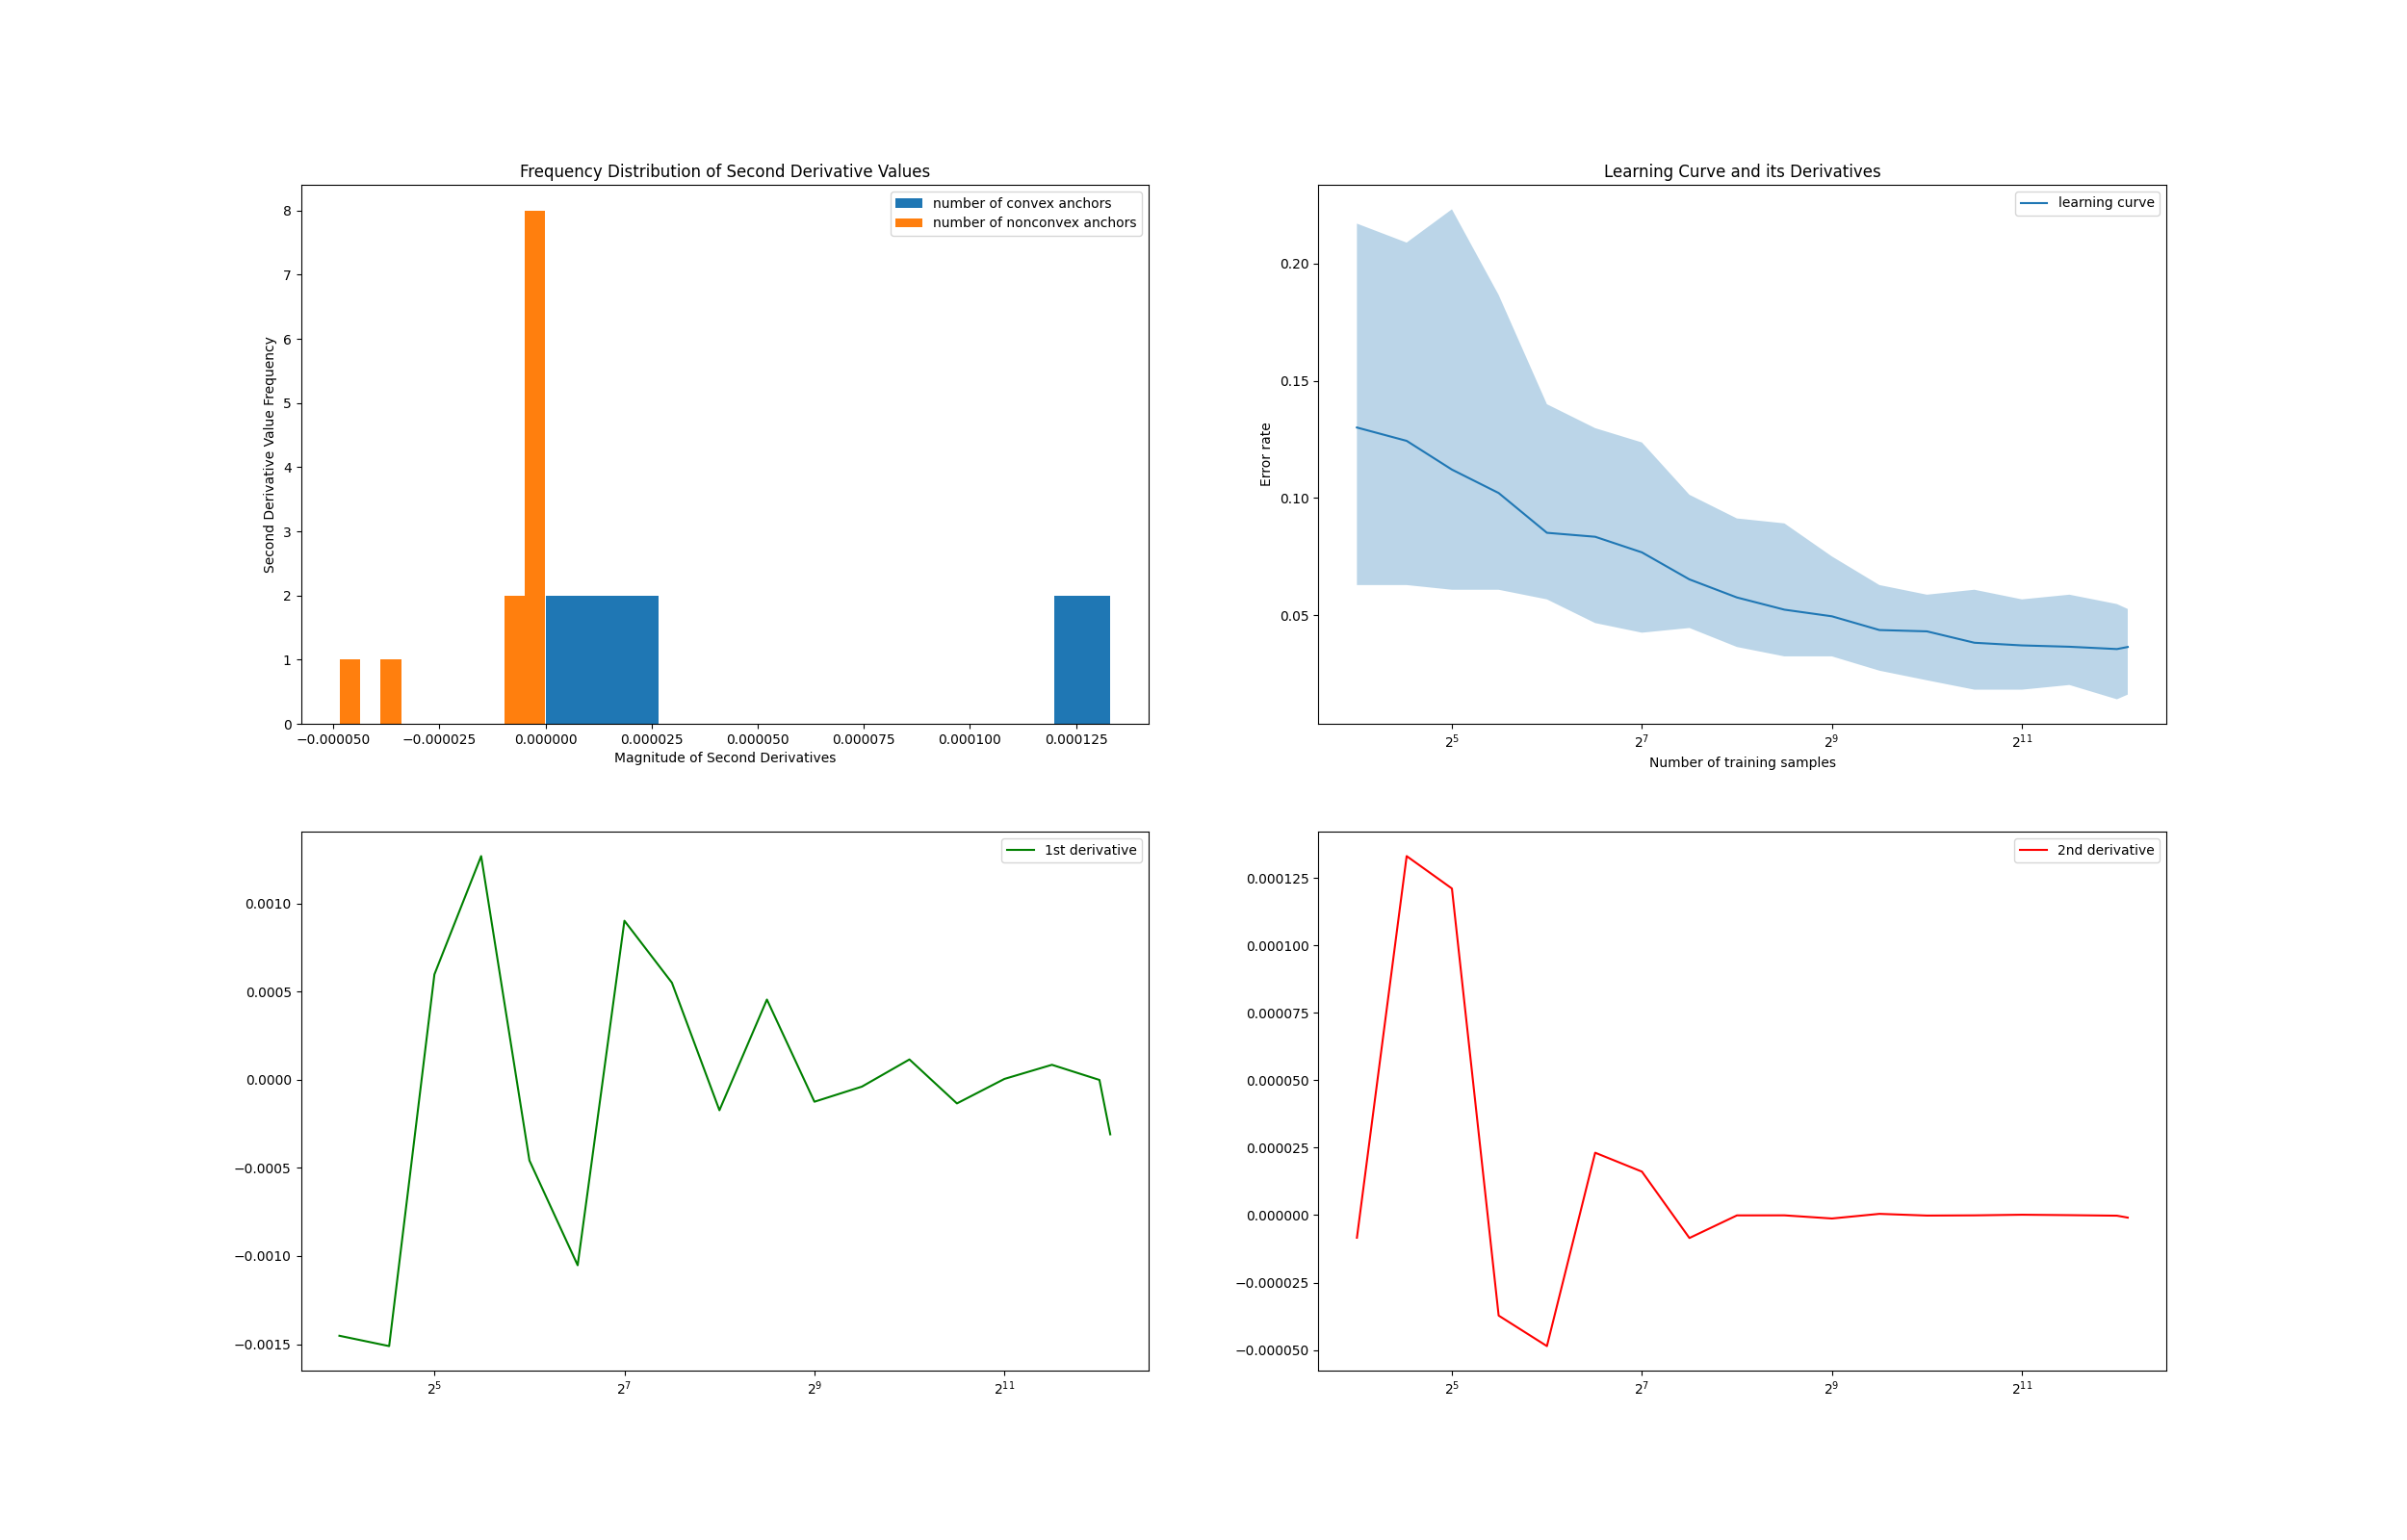 Frequency Distribution of Second Derivative Values
number of convex anchors
number of nonconvex anchors
8
7
6
5
4
3
2
1
0
Second Derivative Value Frequency
−0.000050 −0.000025 0.000000 0.000025 0.000050 0.000075 0.000100 0.000125
Magnitude of Second Derivatives
Learning Curve and its Derivatives
learning curve
0.20
0.15
0.10
0.05
Error rate
2^5 2^7 2^9 2^11
Number of training samples
1st derivative
0.0010
0.0005
0.0000
−0.0005
−0.0010
−0.0015
2^5 2^7 2^9 2^11
2nd derivative
0.000125
0.000100
0.000075
0.000050
0.000025
0.000000
−0.000025
−0.000050
2^5 2^7 2^9 2^11